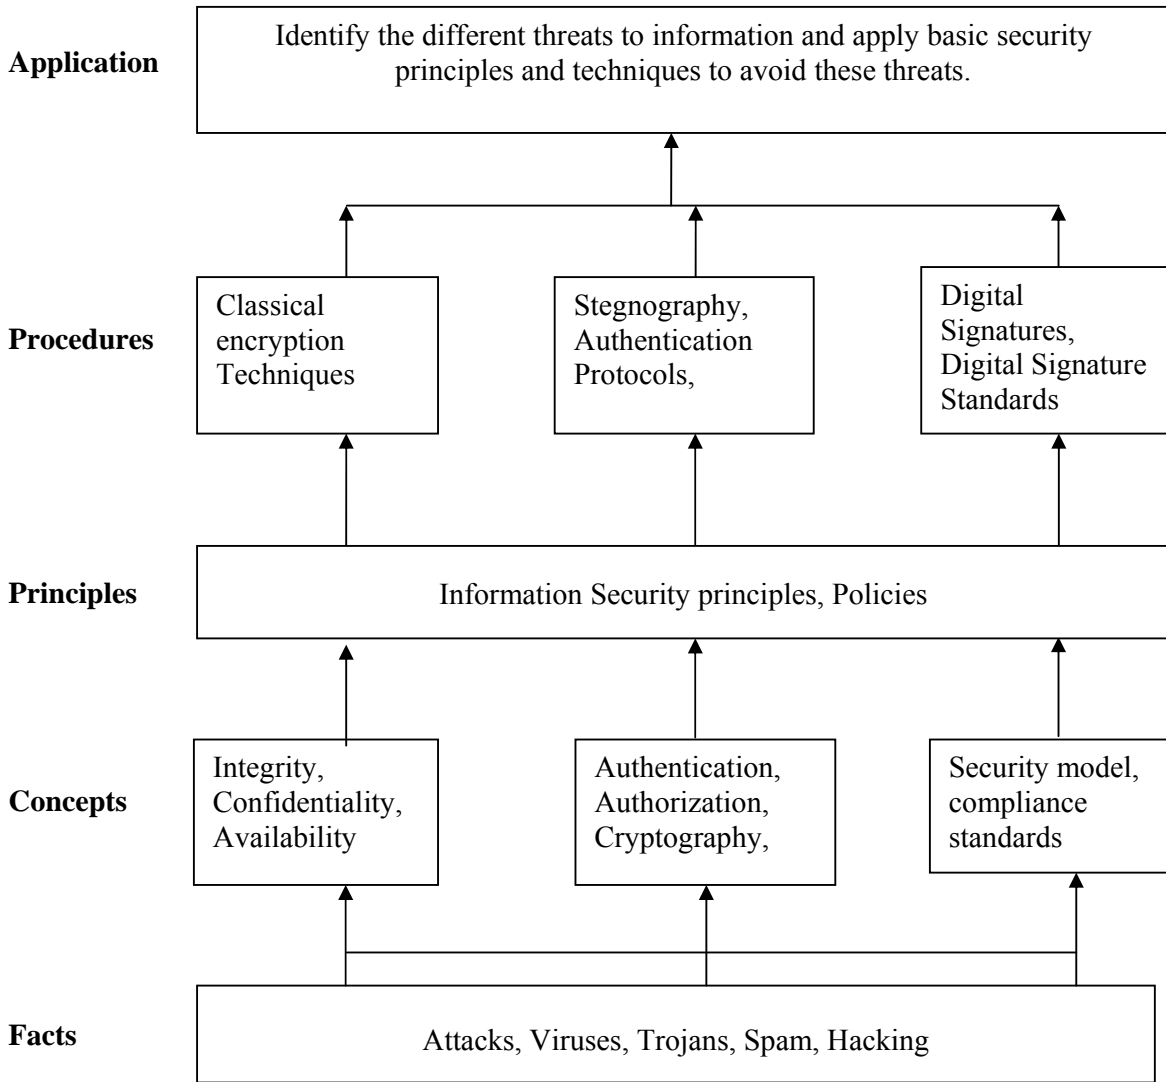 Application
Identify the different threats to information and apply basic security
principles and techniques to avoid these threats.
Procedures
Classical
encryption
Techniques
Stegnography,
Authentication
Protocols,
Digital
Signatures,
Digital Signature
Standards
Principles
Information Security principles, Policies
Concepts
Integrity,
Confidentiality,
Availability
Authentication,
Authorization,
Cryptography,
Security model,
compliance
standards
Facts
Attacks, Viruses, Trojans, Spam, Hacking